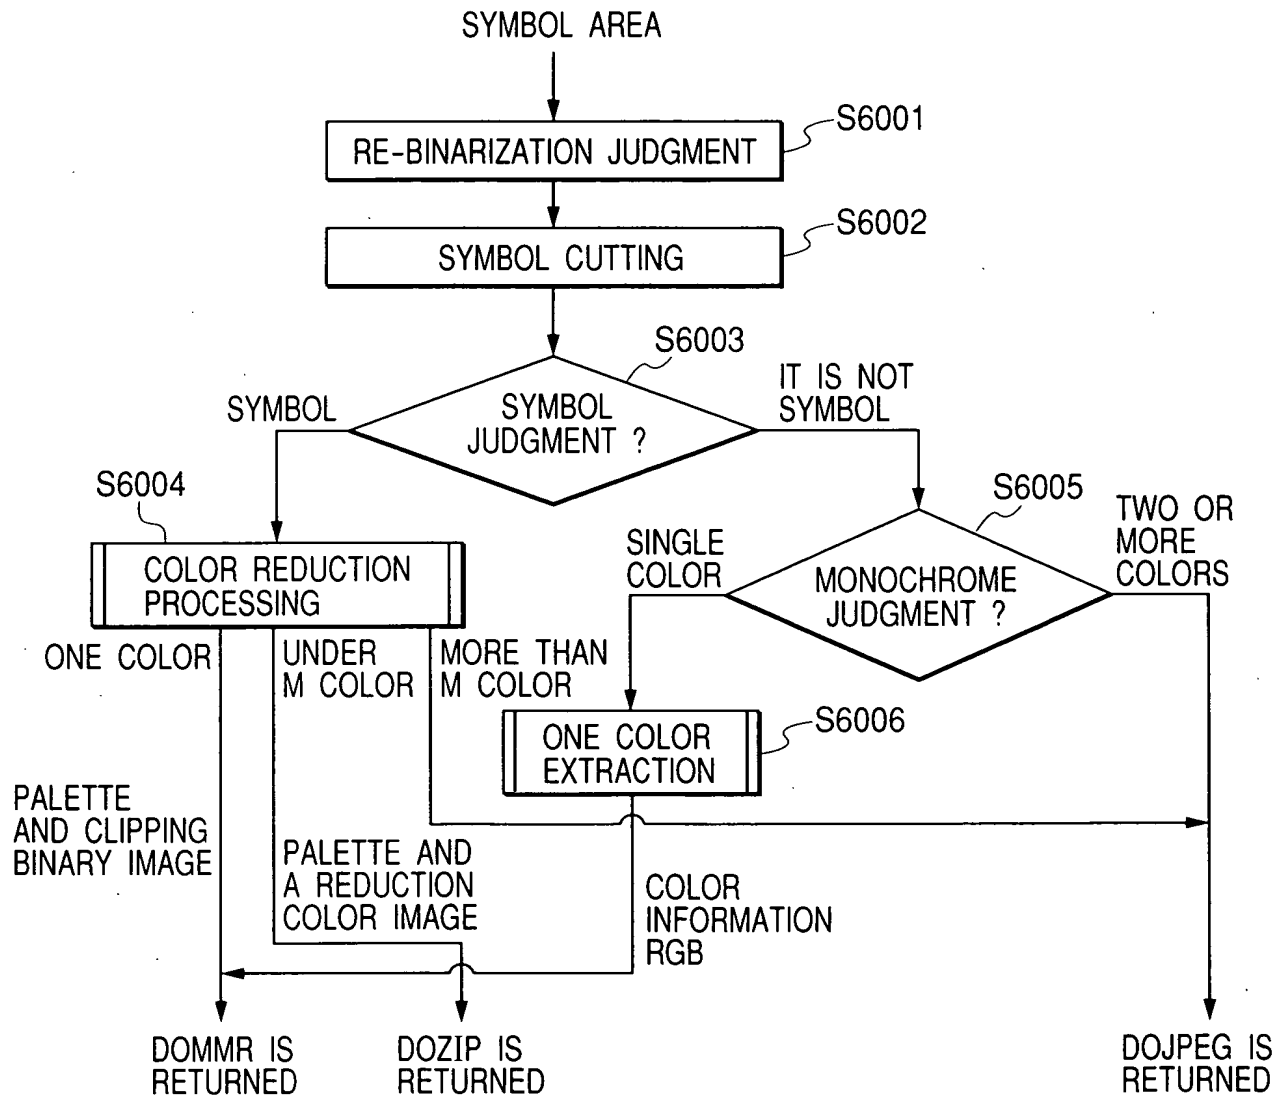 SYMBOL AREA
S6001
RE-BINARIZATION JUDGMENT
S6002
SYMBOL CUTTING
S6003
SYMBOL
JUDGMENT ?
SYMBOL
IT IS NOT
SYMBOL
S6004
COLOR REDUCTION
PROCESSING
S6005
MONOCHROME
JUDGMENT ?
SINGLE
COLOR
TWO OR
MORE
COLORS
ONE COLOR
UNDER
M COLOR
MORE THAN
M COLOR
S6006
ONE COLOR
EXTRACTION
PALETTE
AND CLIPPING
BINARY IMAGE
PALETTE AND
A REDUCTION
COLOR IMAGE
COLOR
INFORMATION
RGB
DOMMR IS
RETURNED
DOZIP IS
RETURNED
DOJPEG IS
RETURNED